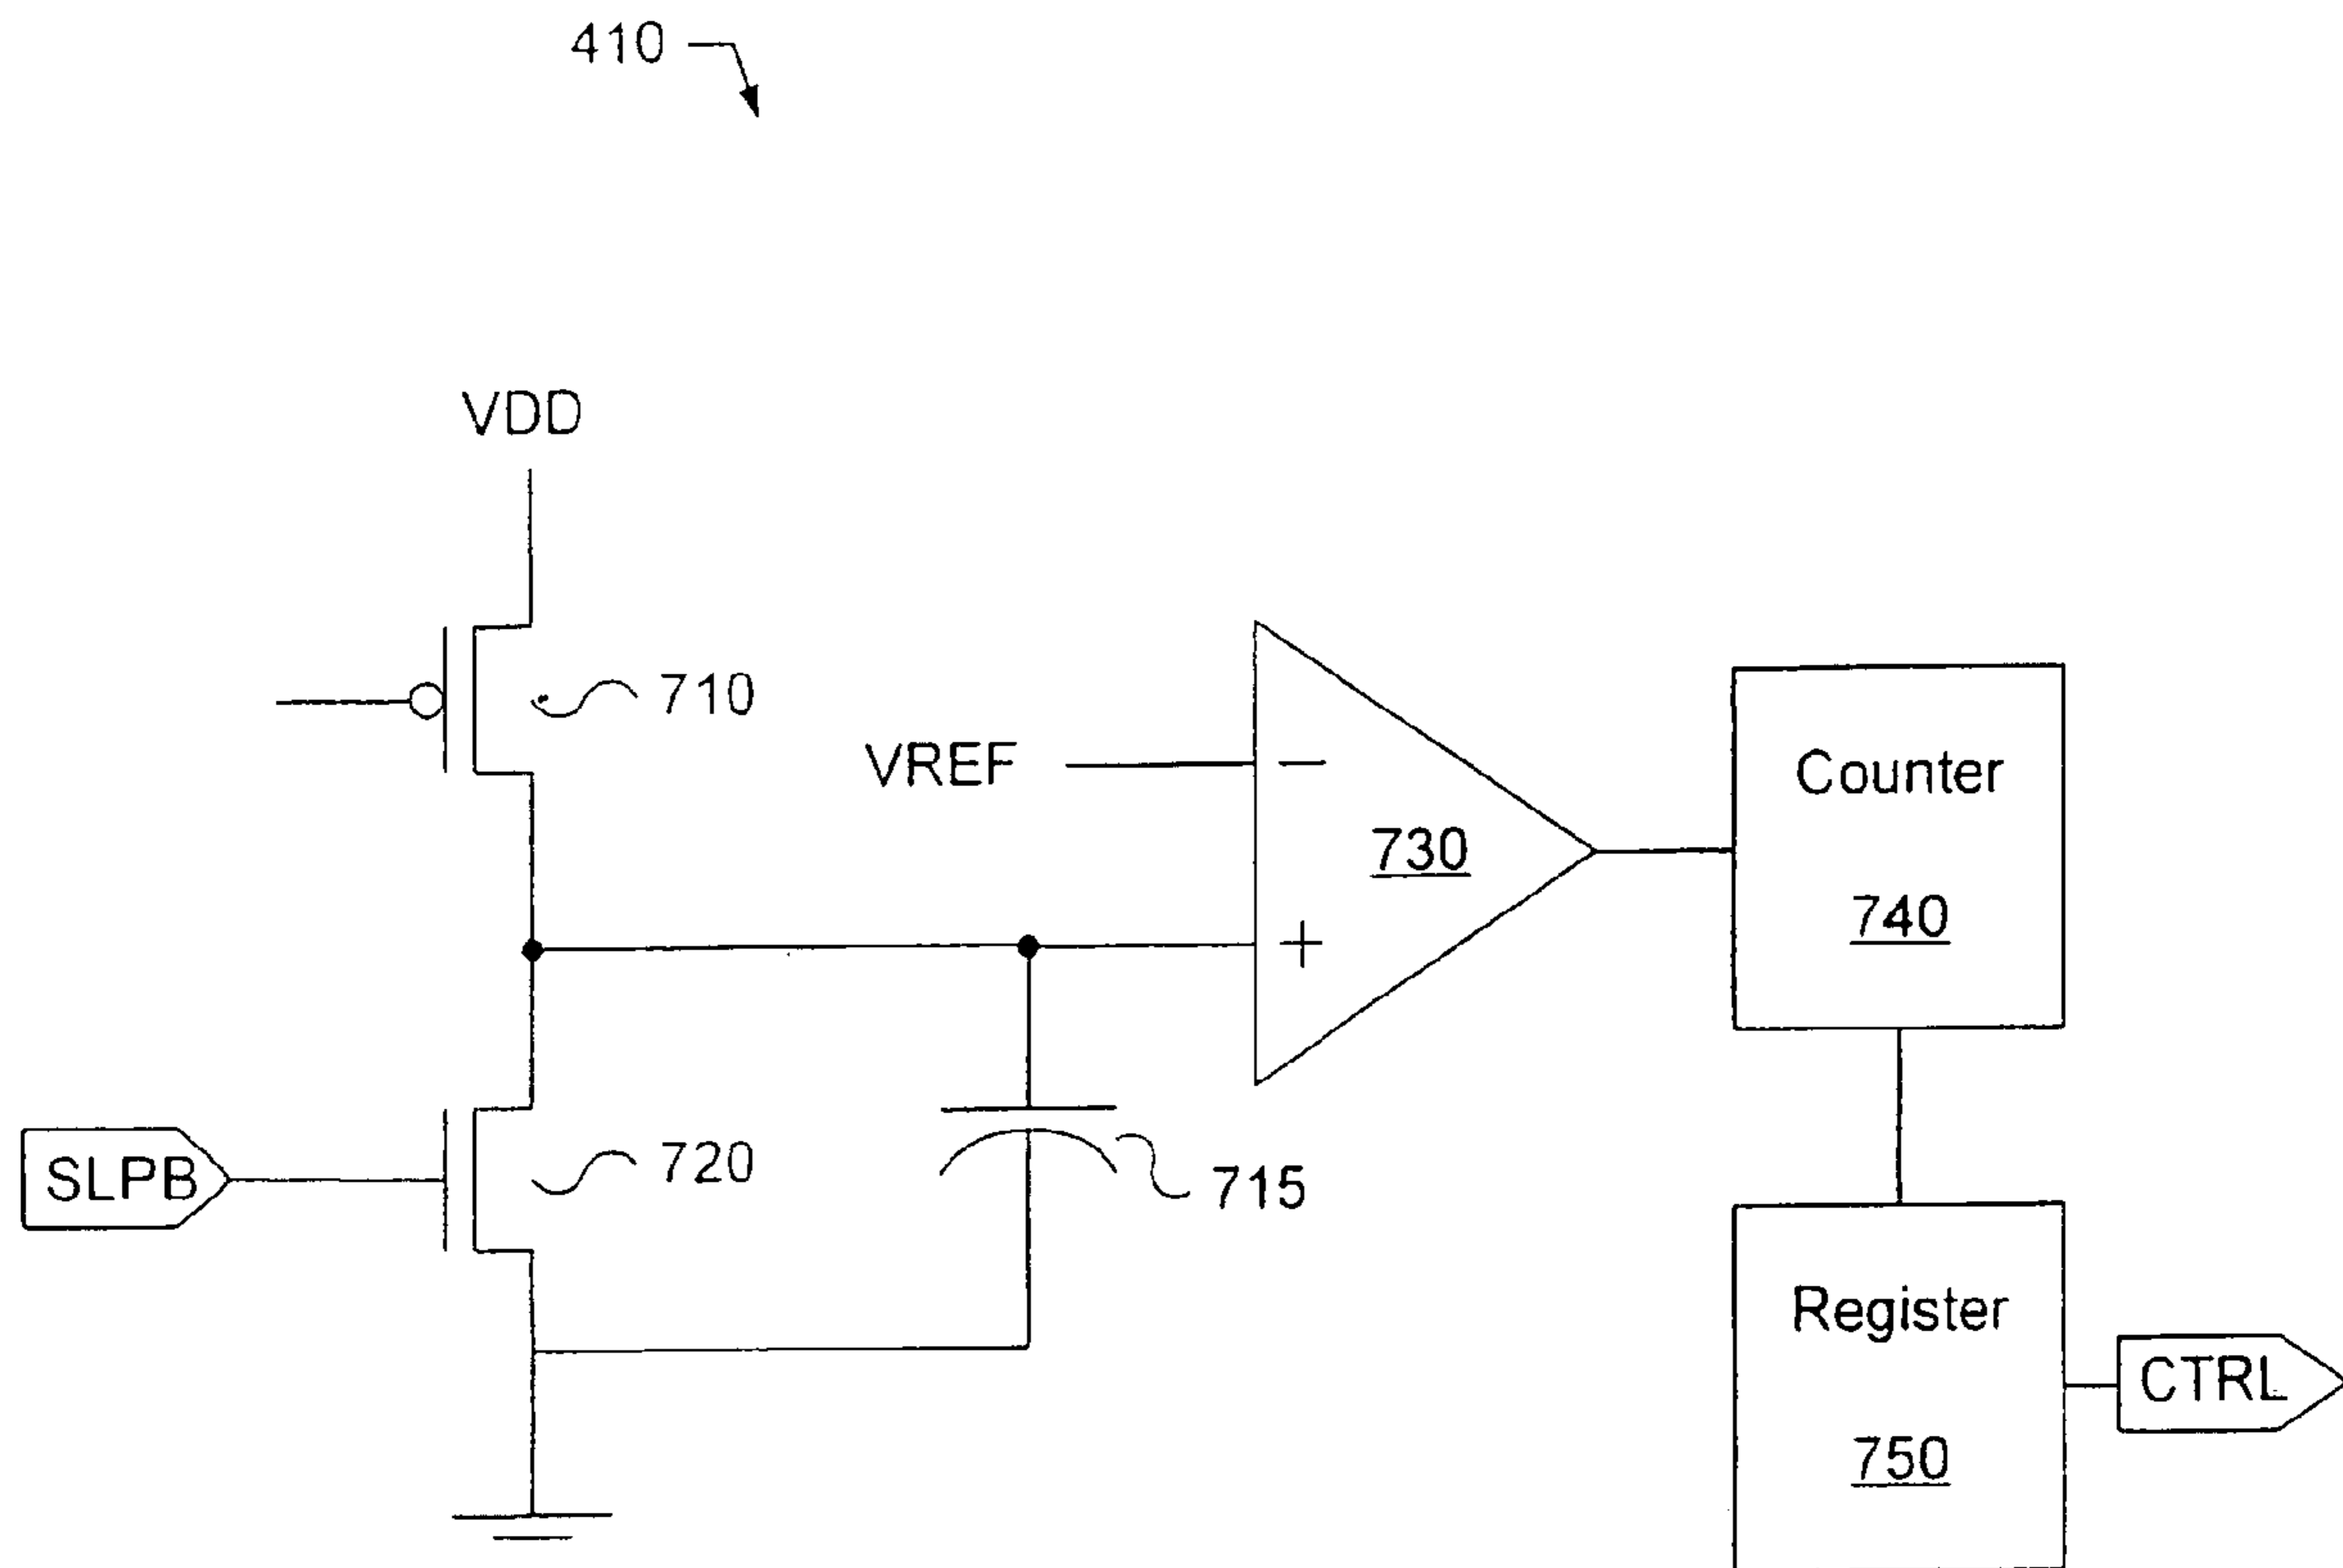 410
VDD
710
VREF
−
730
+
Counter
740
SLPB
720
715
Register
750
CTRL